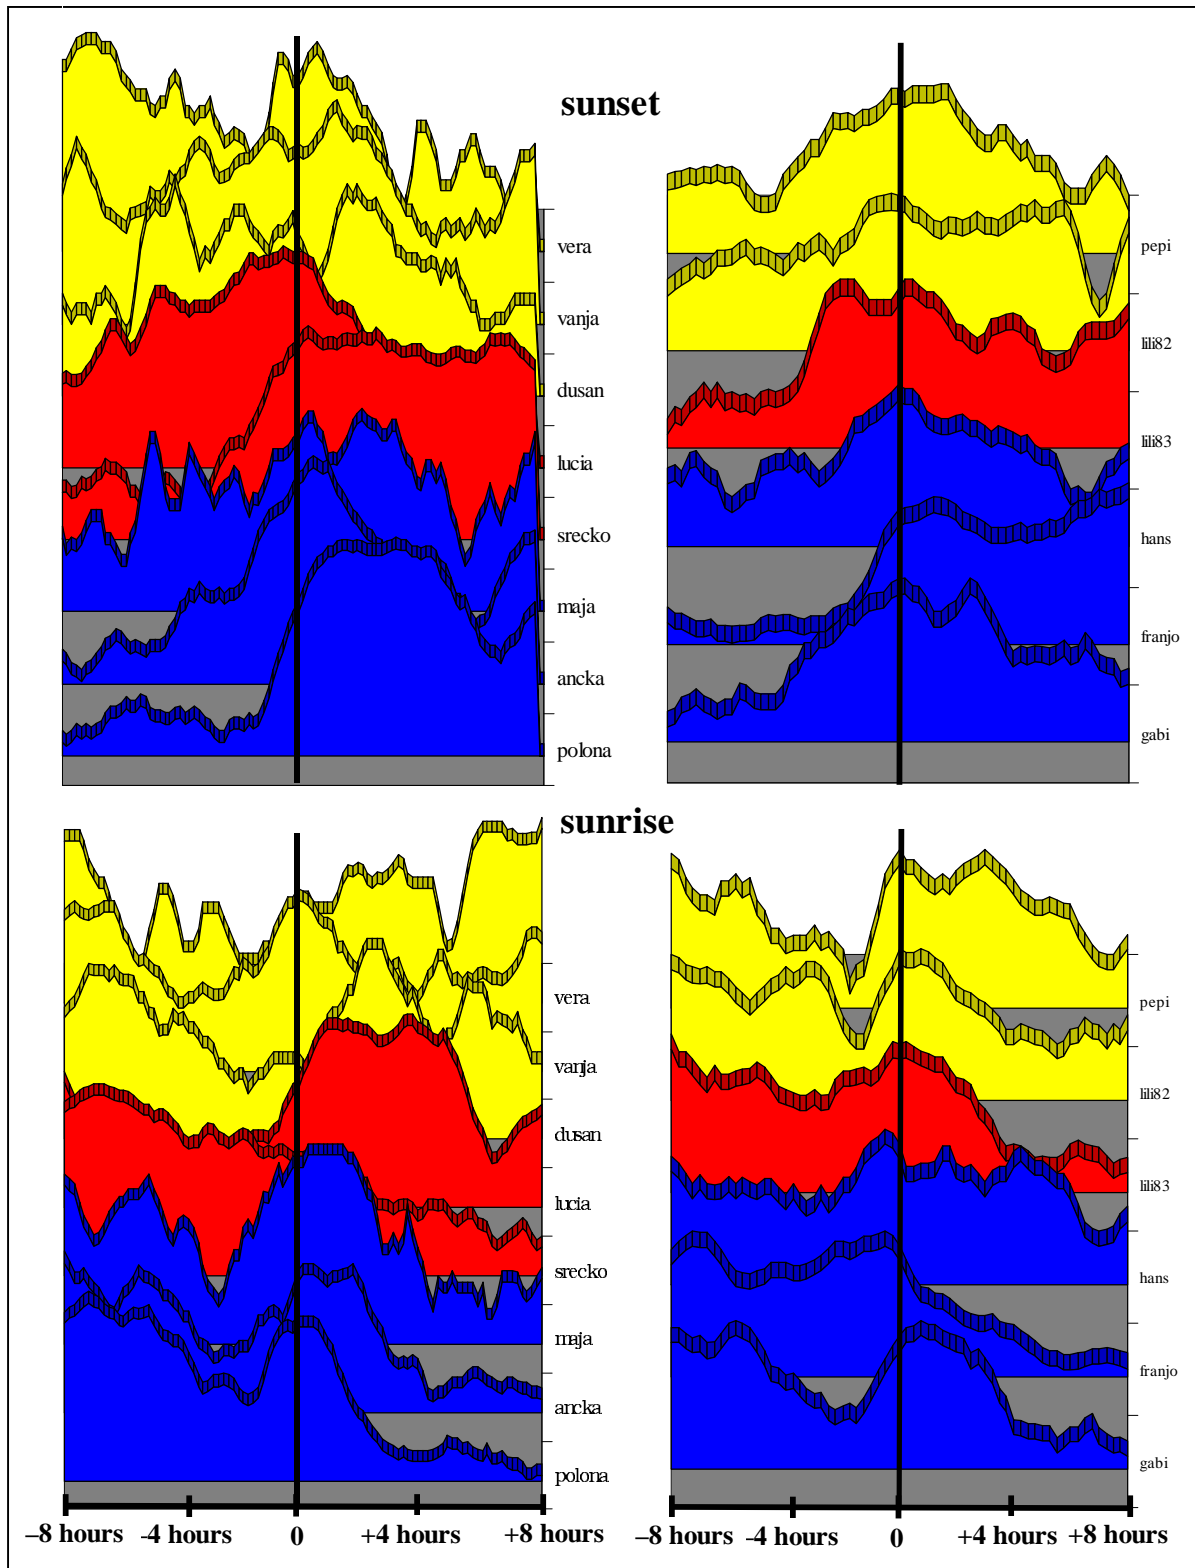 sunset
vera
vanja
dusan
lucia
srecko
maja
ancka
polona
pepi
lili82
lili83
hans
franjo
gabi
sunrise
vera
vanja
dusan
lucia
srecko
maja
ancka
polona
pepi
lili82
lili83
hans
franjo
gabi
–8 hours -4 hours 0 +4 hours +8 hours
–8 hours -4 hours 0 +4 hours +8 hours